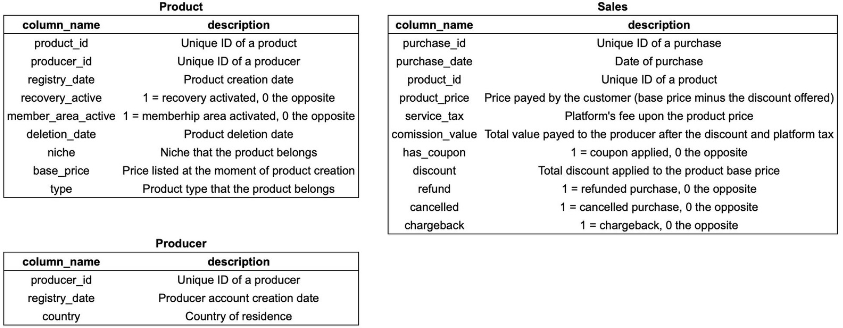 Product
column_name description
product_id Unique ID of a product
producer_id Unique ID of a producer
registry_date Product creation date
recovery_active 1 = recovery activated, 0 the opposite
member_area_active 1 = memberhip area activated, 0 the opposite
deletion_date Product deletion date
niche Niche that the product belongs
base_price Price listed at the moment of product creation
type Product type that the product belongs
Sales
column_name description
purchase_id Unique ID of a purchase
purchase_date Date of purchase
product_id Unique ID of a product
product_price Price payed by the customer (base price minus the discount offered)
service_tax Platform's fee upon the product price
comission_value Total value payed to the producer after the discount and platform tax
has_coupon 1 = coupon applied, 0 the opposite
discount Total discount applied to the product base price
refund 1 = refunded purchase, 0 the opposite
cancelled 1 = cancelled purchase, 0 the opposite
chargeback 1 = chargeback, 0 the opposite
Producer
column_name description
producer_id Unique ID of a producer
registry_date Producer account creation date
country Country of residence